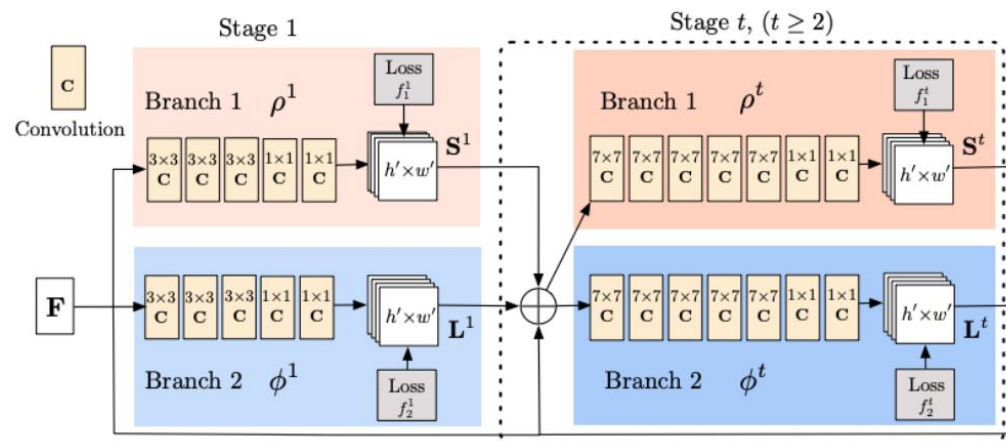 Stage 1
Stage t, (t ≥ 2)
C
Convolution
Branch 1 ρ¹
Loss
f₁¹
3×3 3×3 3×3 1×1 1×1
C C C C C
h′×w′
S¹
Branch 1 ρᵗ
Loss
f₁ᵗ
7×7 7×7 7×7 7×7 7×7 1×1 1×1
C C C C C C C
h′×w′
Sᵗ
F
3×3 3×3 3×3 1×1 1×1
C C C C C
h′×w′
L¹
Branch 2 ϕ¹
Loss
f₂¹
7×7 7×7 7×7 7×7 7×7 1×1 1×1
C C C C C C C
h′×w′
Lᵗ
Branch 2 ϕᵗ
Loss
f₂ᵗ